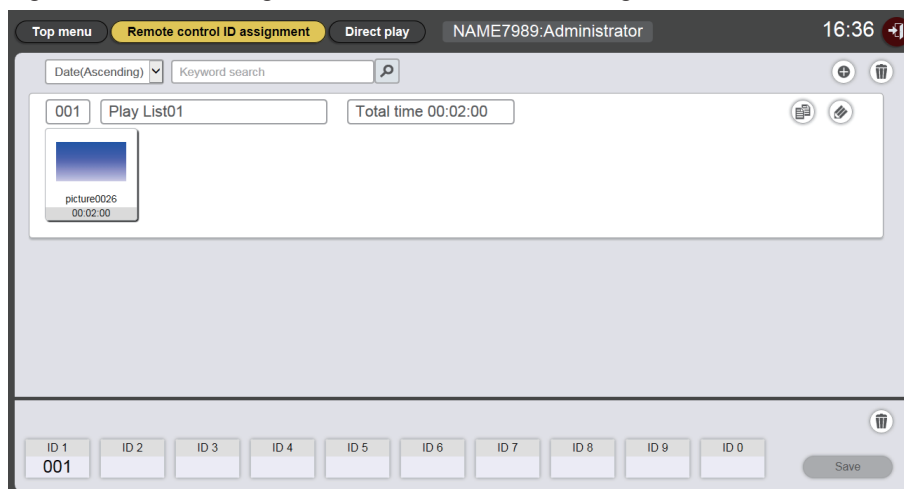 Top menu Remote control ID assignment Direct play NAME7989:Administrator 16:36
Date(Ascending) Keyword search
001 Play List01 Total time 00:02:00
picture0026
00:02:00
ID 1 ID 2 ID 3 ID 4 ID 5 ID 6 ID 7 ID 8 ID 9 ID 0
001
Save